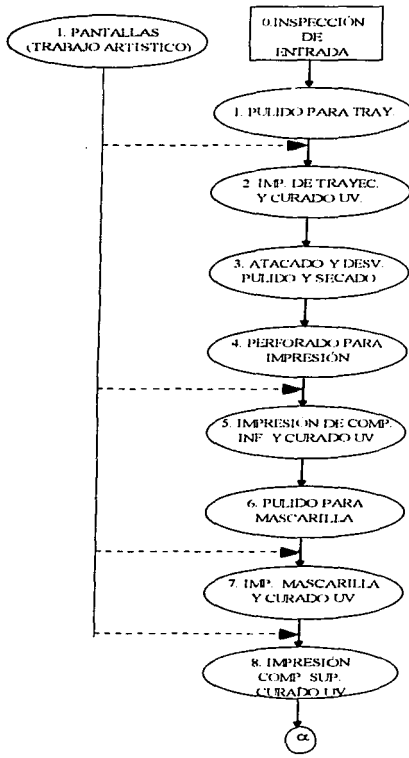 1. PANTALLAS
(TRABAJO ARTISTICO)
0.INSPECCIÓN
DE
ENTRADA
1. PULIDO PARA TRAY.
2 IMP. DE TRAYEC.
Y CURADO UV.
3. ATACADO Y DESV.
PULIDO Y SECADO
4. PERFORADO PARA
IMPRESIÓN
5. IMPRESION DE COMP.
INF Y CURADO UV
6. PULIDO PARA
MASCARILLA
7. IMP. MASCARILLA
Y CURADO UV
8. IMPRESIÓN
COMP SUP.
CURADO UV
α